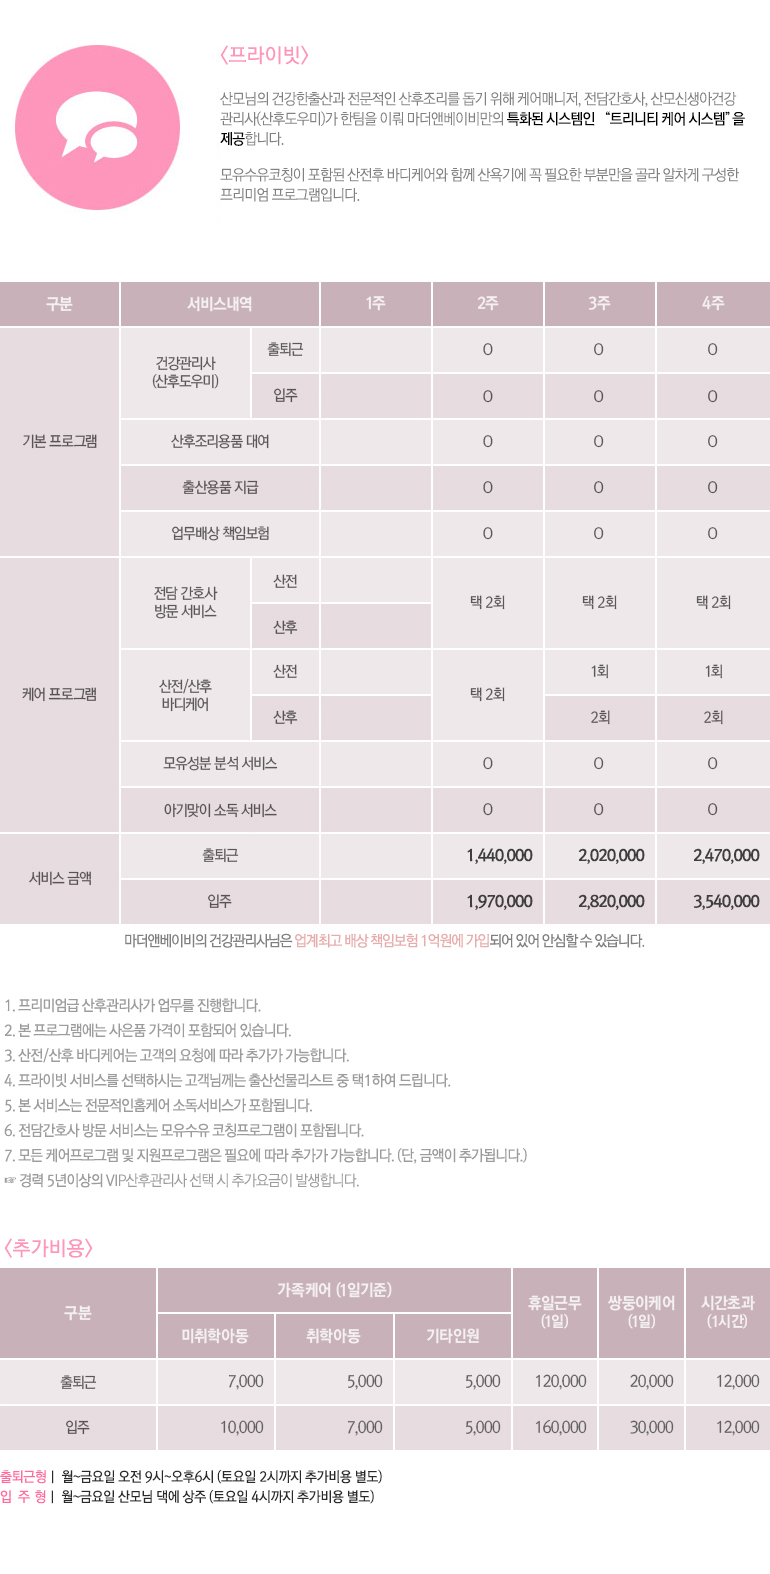 <프라이빗>
산모님의 건강한출산과 전문적인 산후조리를 돕기 위해 케어매니저, 전담간호사, 산모신생아건강
관리사(산후도우미)가 한팀을 이뤄 마더앤베이비만의 특화된 시스템인 “트리니티 케어 시스템” 을
제공합니다.
모유수유코칭이 포함된 산전후 바디케어와 함께 산욕기에 꼭 필요한 부분만을 골라 알차게 구성한
프리미엄 프로그램입니다.
구분 서비스내역 1주 2주 3주 4주
기본 프로그램
건강관리사
(산후도우미)
출퇴근 O O O
입주 O O O
산후조리용품 대여 O O O
출산용품 지급 O O O
업무배상 책임보험 O O O
케어 프로그램
전담 간호사
방문 서비스
산전
산후
택 2회 택 2회 택 2회
산전/산후
바디케어
산전 택 2회 1회 1회
산후 2회 2회
모유성분 분석 서비스 O O O
아기맞이 소독 서비스 O O O
서비스 금액
출퇴근 1,440,000 2,020,000 2,470,000
입주 1,970,000 2,820,000 3,540,000
마더앤베이비의 건강관리사님은 업계최고 배상 책임보험 1억원에 가입되어 있어 안심할 수 있습니다.
1. 프리미엄급 산후관리사가 업무를 진행합니다.
2. 본 프로그램에는 사은품 가격이 포함되어 있습니다.
3. 산전/산후 바디케어는 고객의 요청에 따라 추가가 가능합니다.
4. 프라이빗 서비스를 선택하시는 고객님께는 출산선물리스트 중 택1하여 드립니다.
5. 본 서비스는 전문적인홈케어 소독서비스가 포함됩니다.
6. 전담간호사 방문 서비스는 모유수유 코칭프로그램이 포함됩니다.
7. 모든 케어프로그램 및 지원프로그램은 필요에 따라 추가가 가능합니다. (단, 금액이 추가됩니다.)
☞ 경력 5년이상의 VIP산후관리사 선택 시 추가요금이 발생합니다.
<추가비용>
구분 가족케어 (1일기준) 휴일근무 (1일) 쌍둥이케어 (1일) 시간초과 (1시간)
미취학아동 취학아동 기타인원
출퇴근 7,000 5,000 5,000 120,000 20,000 12,000
입주 10,000 7,000 5,000 160,000 30,000 12,000
출퇴근형 | 월~금요일 오전 9시~오후6시 (토요일 2시까지 추가비용 별도)
입 주 형 | 월~금요일 산모님 댁에 상주 (토요일 4시까지 추가비용 별도)